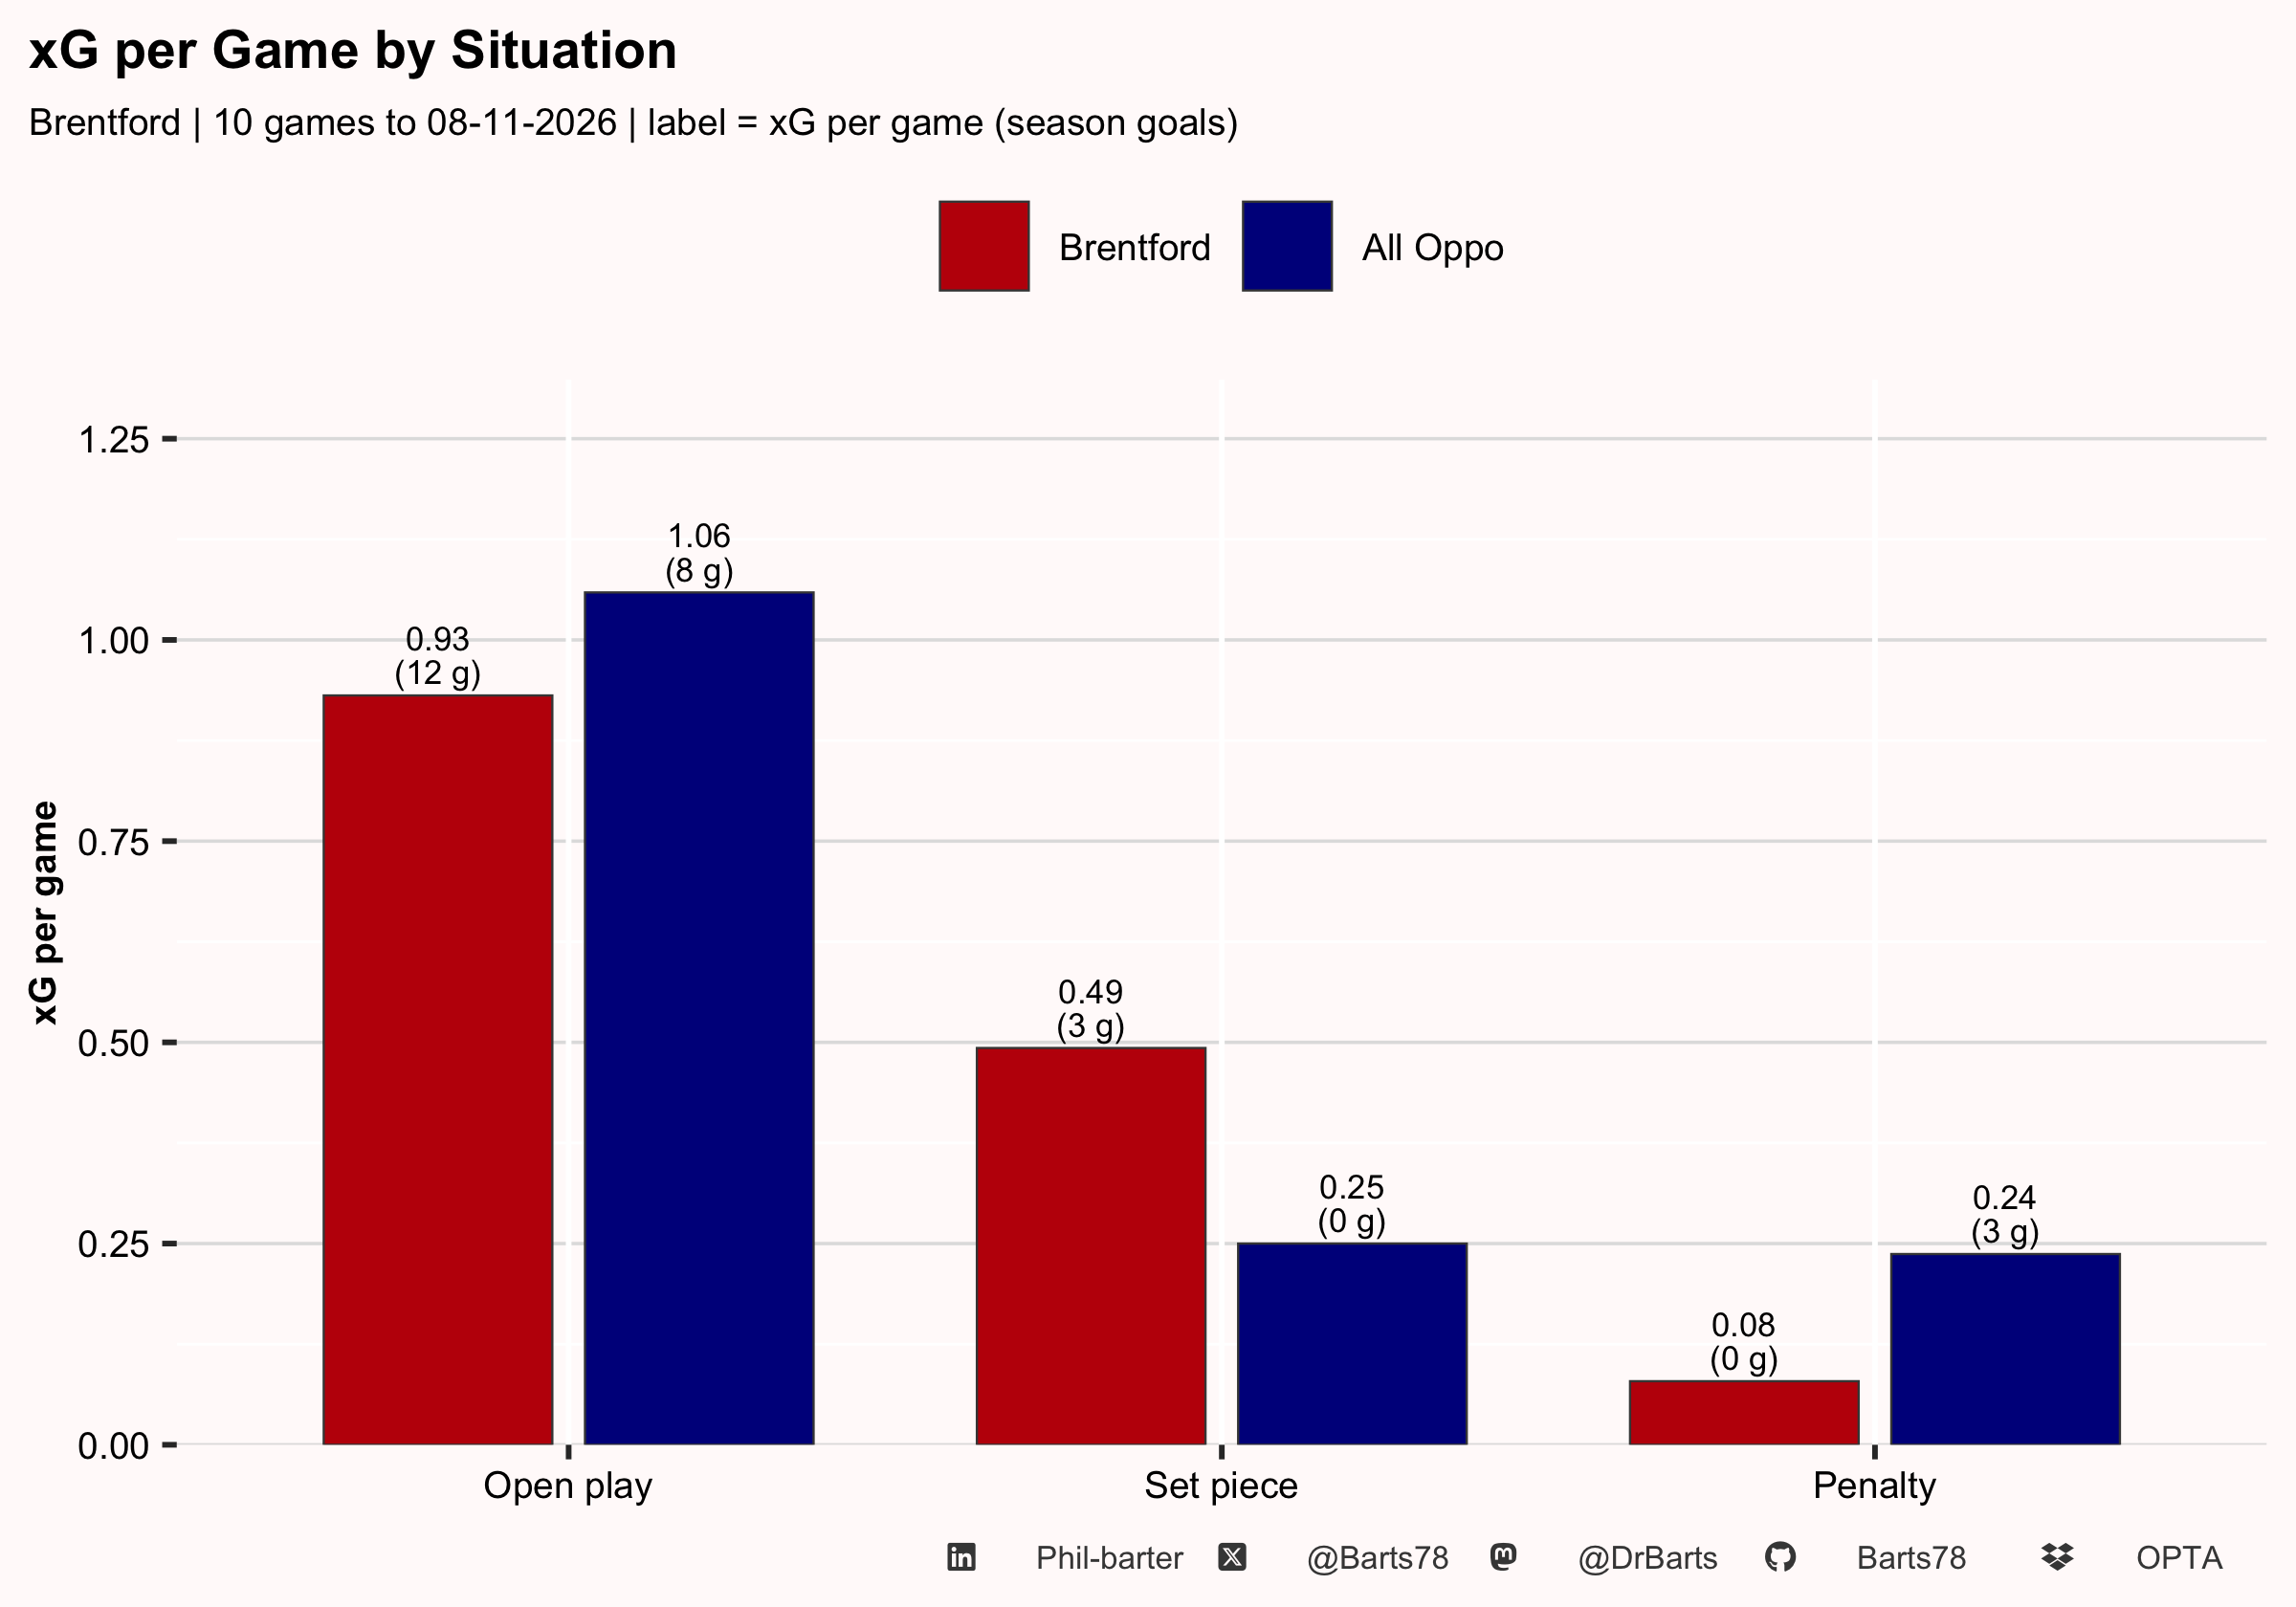 xG per Game by Situation
Brentford | 10 games to 08-11-2026 | label = xG per game (season goals)
Brentford
All Oppo
xG per game
1.25
1.00
0.75
0.50
0.25
0.00
0.93
(12 g)
1.06
(8 g)
0.49
(3 g)
0.25
(0 g)
0.08
(0 g)
0.24
(3 g)
Open play
Set piece
Penalty
Phil-barter
@Barts78
@DrBarts
Barts78
OPTA